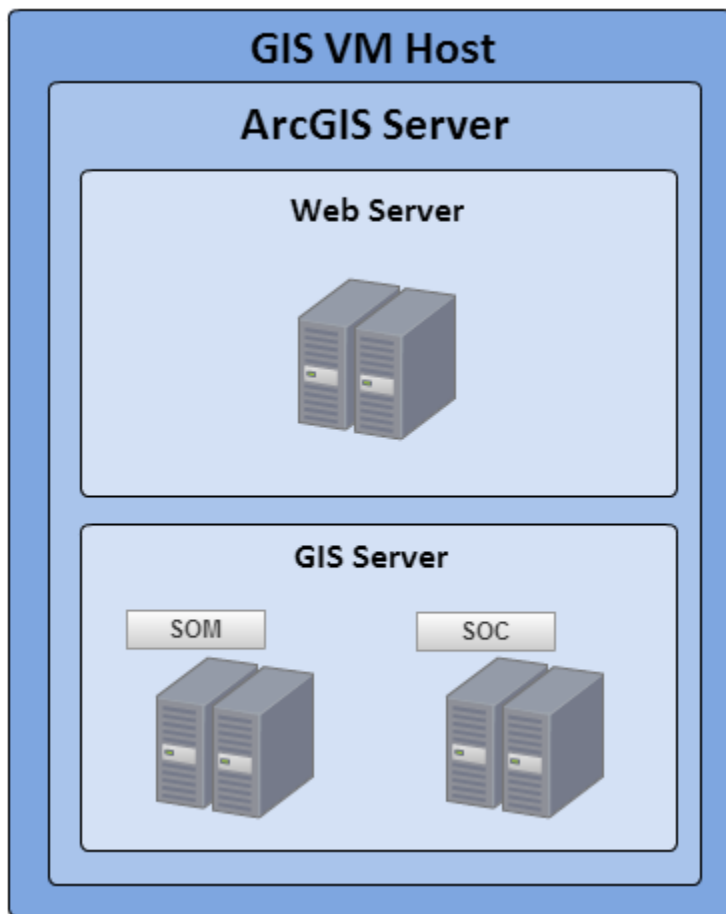 GIS VM Host
ArcGIS Server
Web Server
GIS Server
SOM
SOC